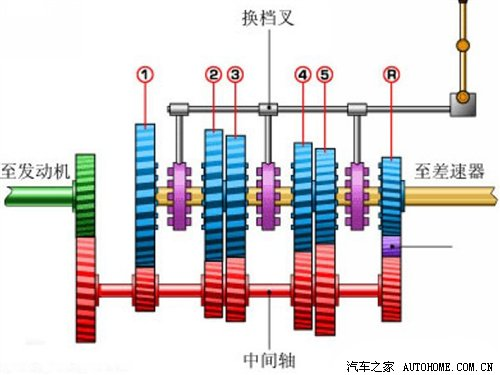 换档叉
① ② ③ ④ ⑤ Ⓡ
至发动机
至差速器
中间轴
汽车之家 AUTOHOME.COM.CN